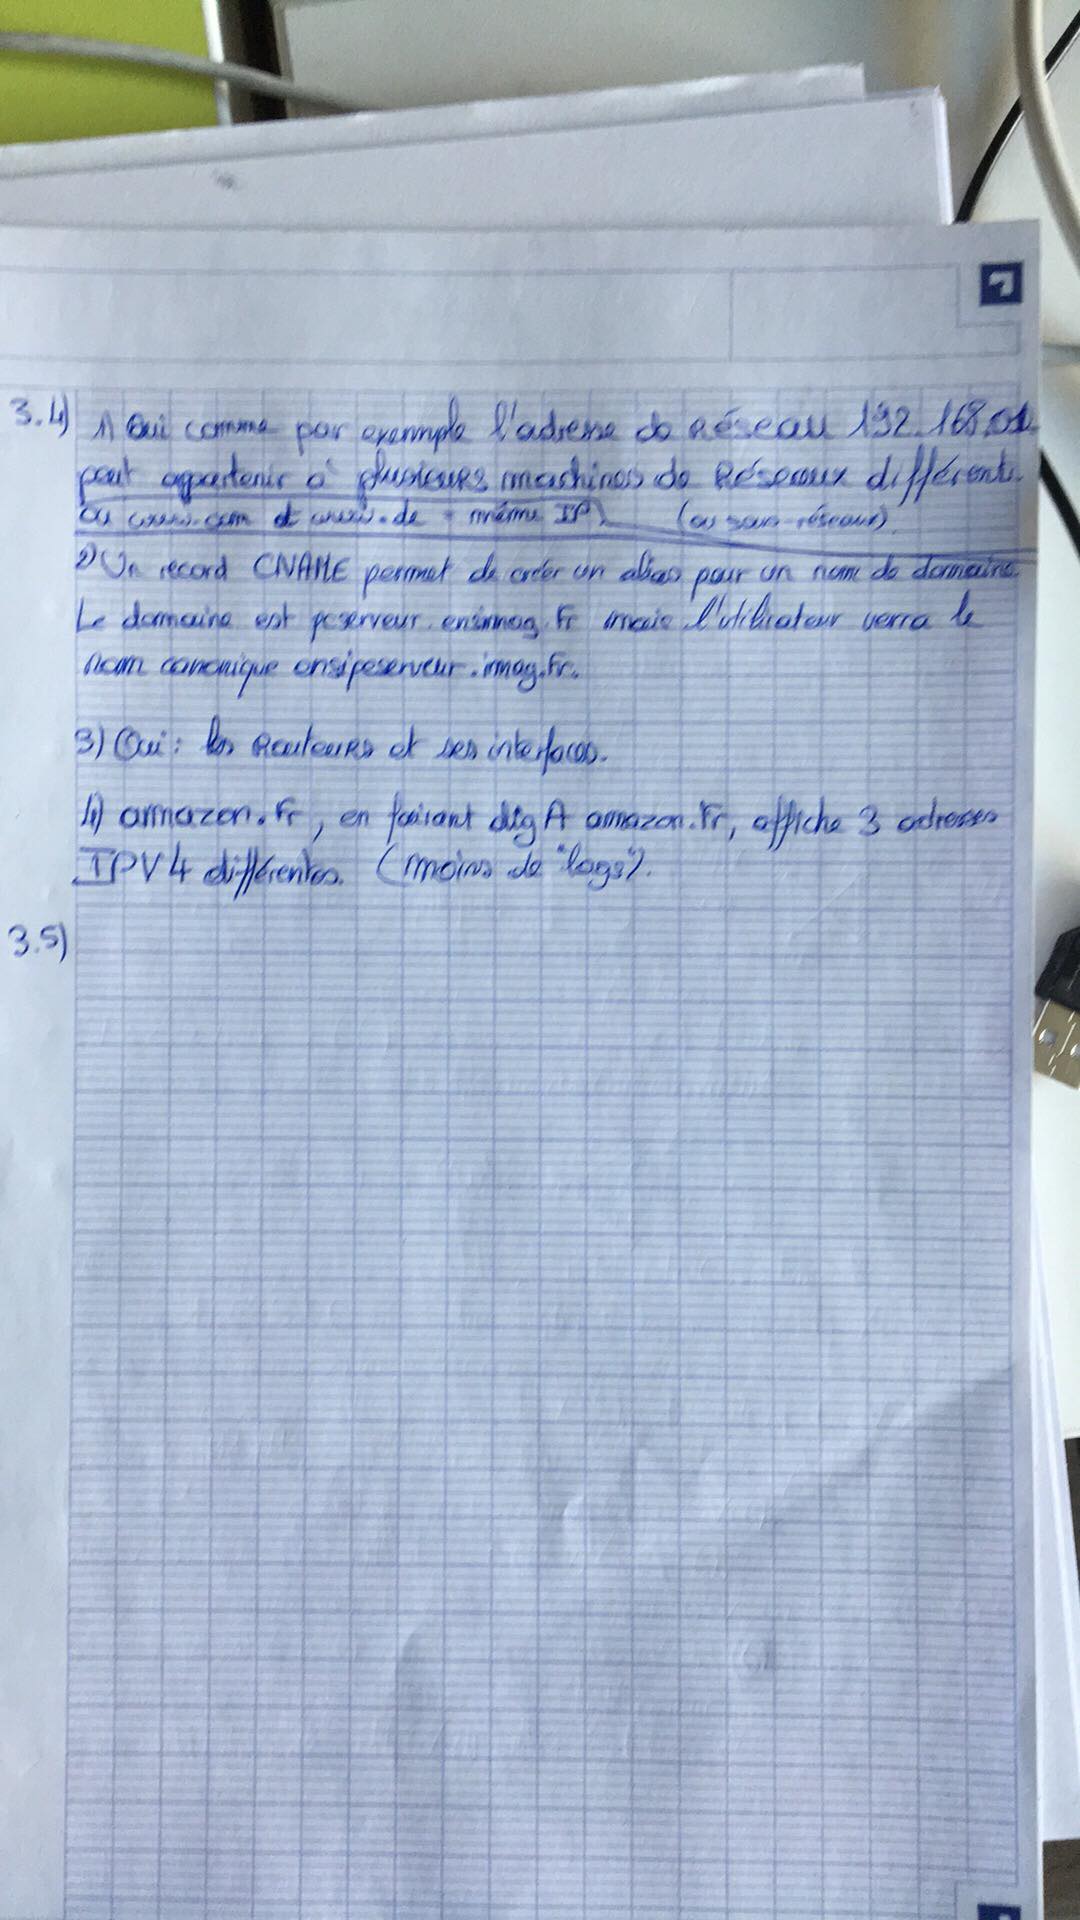 3.4) 1) Oui comme par exemple l'adresse de Réseau 192.168.0.1
peut appartenir à plusieurs machines de Réseaux différents.
ou .com et .de = même IP) (ou sous-réseau).
2) Un record CNAME permet de créer un alias pour un nom de domaine.
Le domaine est pcserveur.ensimag.fr mais l'utilisateur verra le
nom canonique ensipcserveur.imag.fr.
3) Oui : les Routeurs et ses interfaces.
4) amazon.fr, en faisant dig A amazon.fr, affiche 3 adresses
IPV4 différentes. (moins de "logs").
3.5)